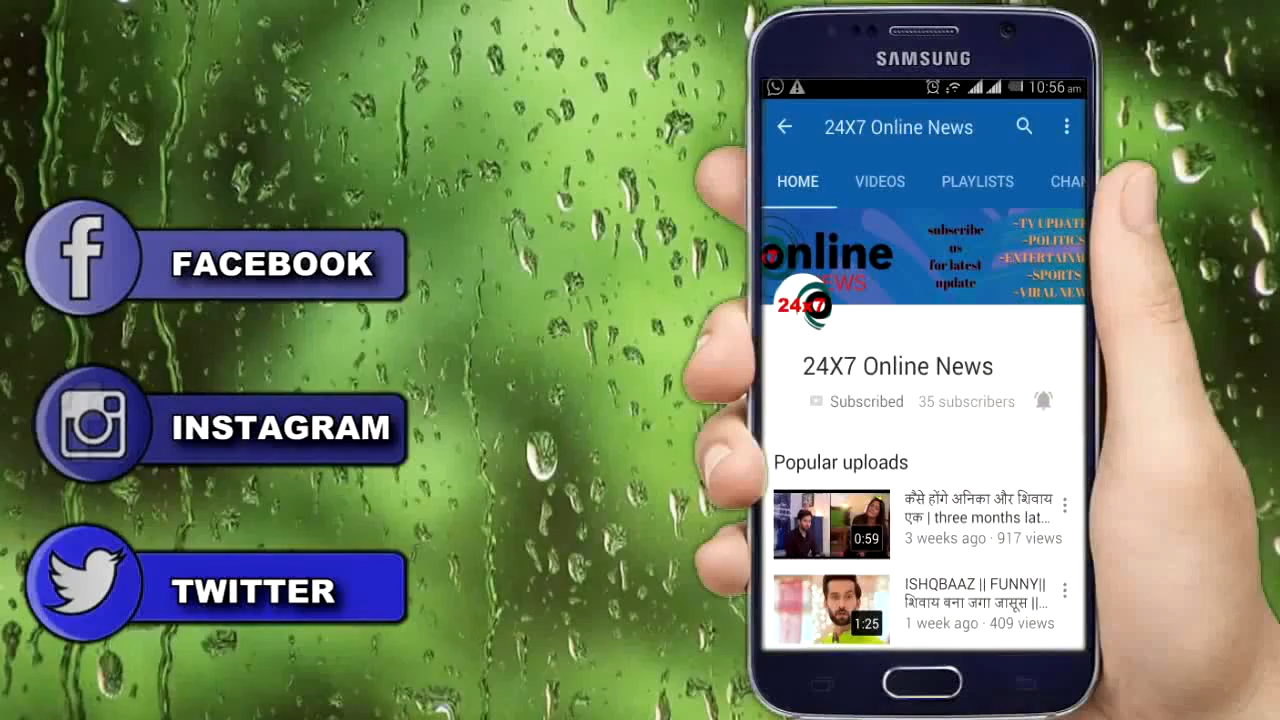 FACEBOOK
INSTAGRAM
TWITTER
SAMSUNG
10:56 am
24X7 Online News
HOME VIDEOS PLAYLISTS CHAN
online
NEWS
24x7
subscribe
us
for latest
update
~TV UPDATE
~POLITICS
~ENTERTAINM
~SPORTS
~VIRAL NEW
24X7 Online News
Subscribed 35 subscribers
Popular uploads
0:59
कैसे होंगे अनिका और शिवाय
एक | three months lat...
3 weeks ago · 917 views
1:25
ISHQBAAZ || FUNNY||
शिवाय बना जगा जासूस ||...
1 week ago · 409 views